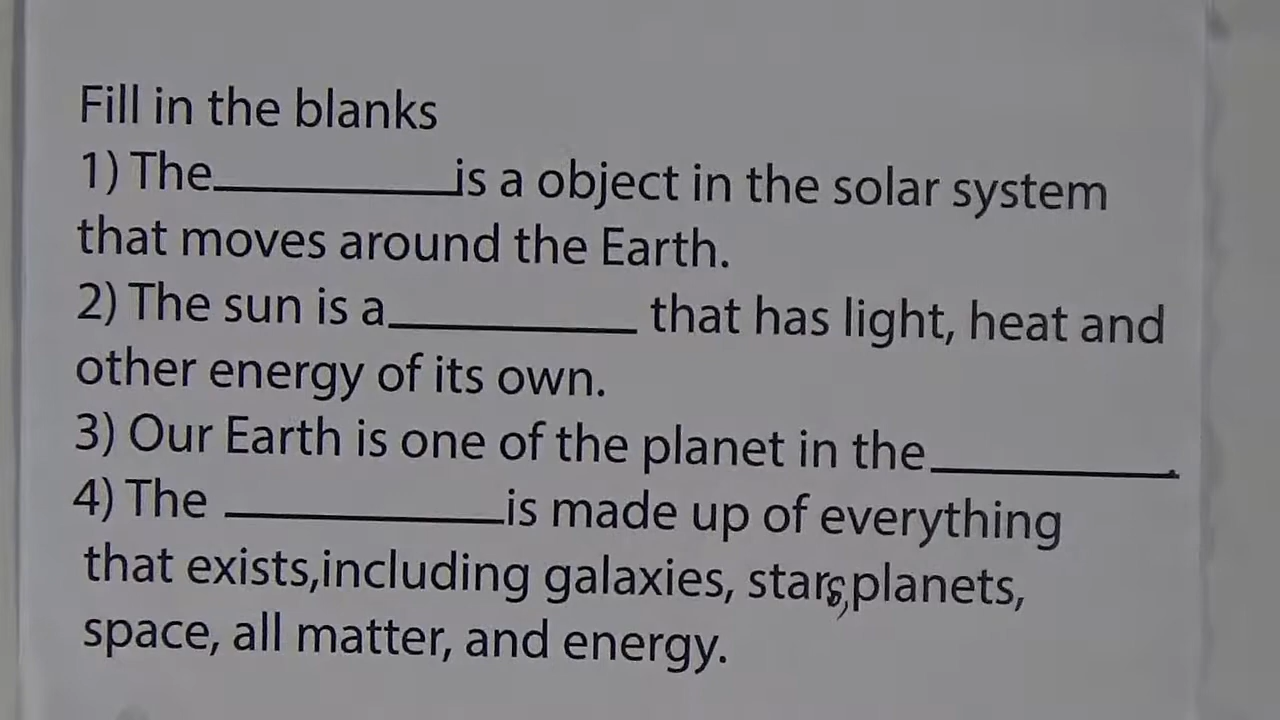 Fill in the blanks
1) The__________is a object in the solar system
that moves around the Earth.
2) The sun is a__________ that has light, heat and
other energy of its own.
3) Our Earth is one of the planet in the__________.
4) The __________is made up of everything
that exists,including galaxies, stars,planets,
space, all matter, and energy.